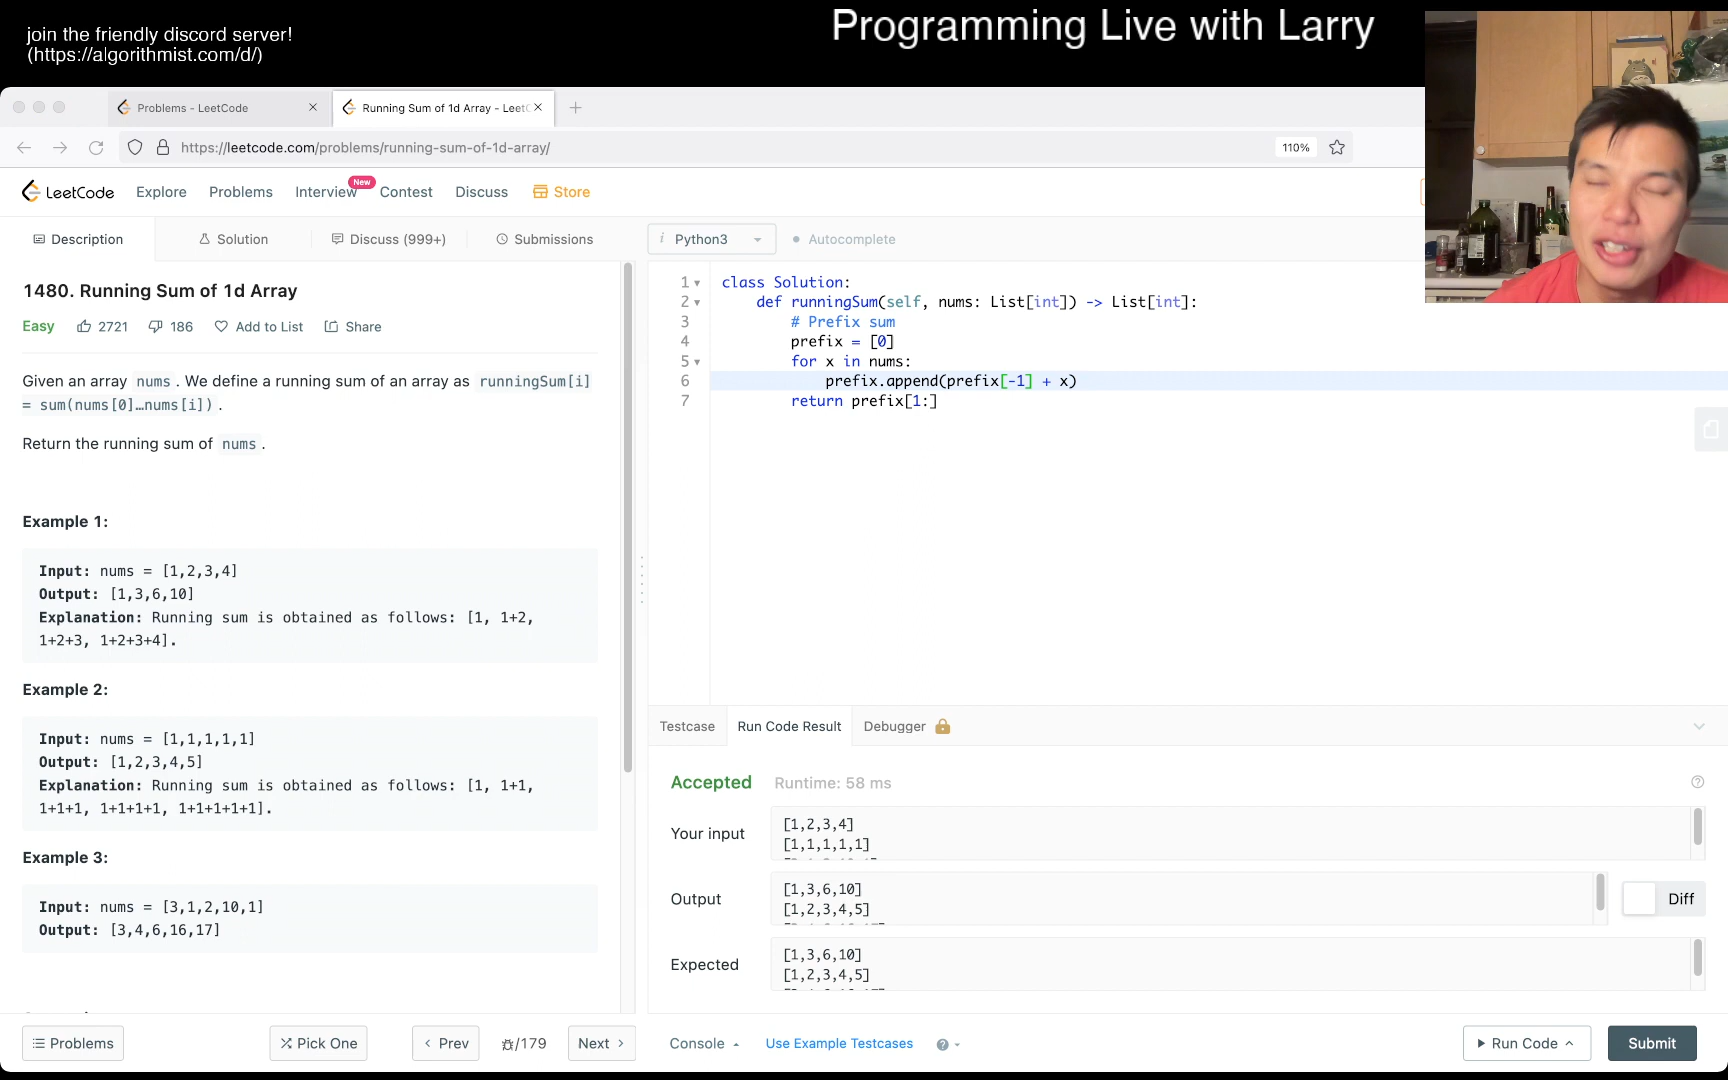 join the friendly discord server!
(https://algorithmist.com/d/)
Programming Live with Larry
Problems - LeetCode
Running Sum of 1d Array - Leet
https://leetcode.com/problems/running-sum-of-1d-array/
110%
LeetCode
Explore
Problems
Interview
New
Contest
Discuss
Store
Description
Solution
Discuss (999+)
Submissions
i Python3
Autocomplete
1480. Running Sum of 1d Array
Easy
2721
186
Add to List
Share
Given an array nums . We define a running sum of an array as runningSum[i]
= sum(nums[0]…nums[i]) .
Return the running sum of nums .
Example 1:
Input: nums = [1,2,3,4]
Output: [1,3,6,10]
Explanation: Running sum is obtained as follows: [1, 1+2,
1+2+3, 1+2+3+4].
Example 2:
Input: nums = [1,1,1,1,1]
Output: [1,2,3,4,5]
Explanation: Running sum is obtained as follows: [1, 1+1,
1+1+1, 1+1+1+1, 1+1+1+1+1].
Example 3:
Input: nums = [3,1,2,10,1]
Output: [3,4,6,16,17]
1 class Solution:
2 def runningSum(self, nums: List[int]) -> List[int]:
3 # Prefix sum
4 prefix = [0]
5 for x in nums:
6 prefix.append(prefix[-1] + x)
7 return prefix[1:]
Testcase
Run Code Result
Debugger
Accepted
Runtime: 58 ms
Your input
[1,2,3,4]
[1,1,1,1,1]
Output
[1,3,6,10]
[1,2,3,4,5]
Diff
Expected
[1,3,6,10]
[1,2,3,4,5]
Problems
Pick One
Prev
/179
Next
Console
Use Example Testcases
Run Code
Submit